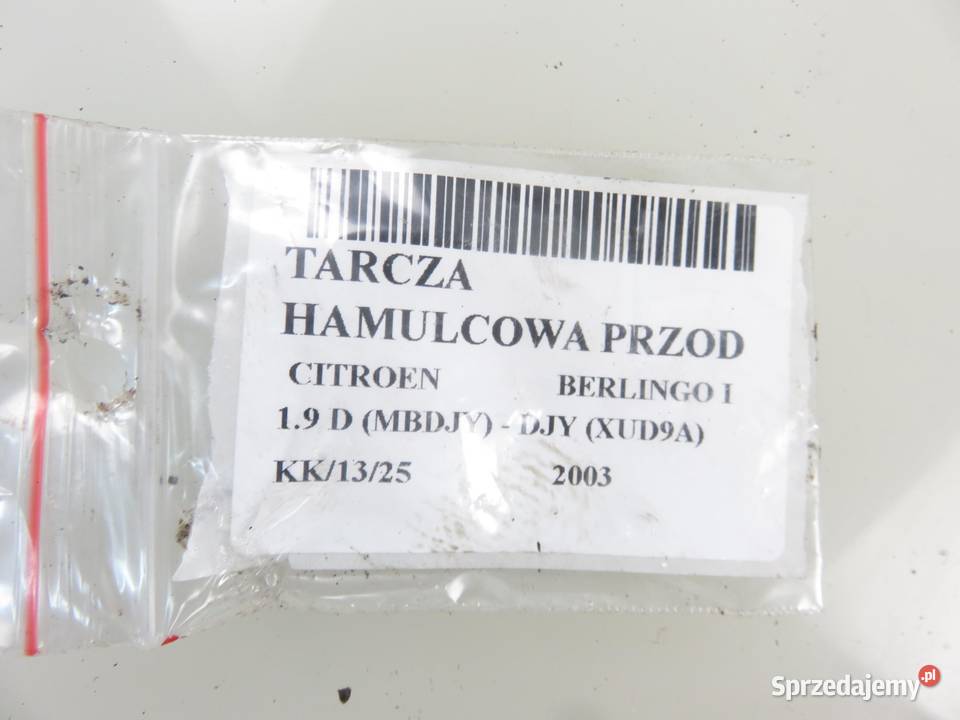 TARCZA
HAMULCOWA PRZOD
CITROEN BERLINGO I
1.9 D (MBDJY) - DJY (XUD9A)
KK/13/25 2003
Sprzedajemy.pl